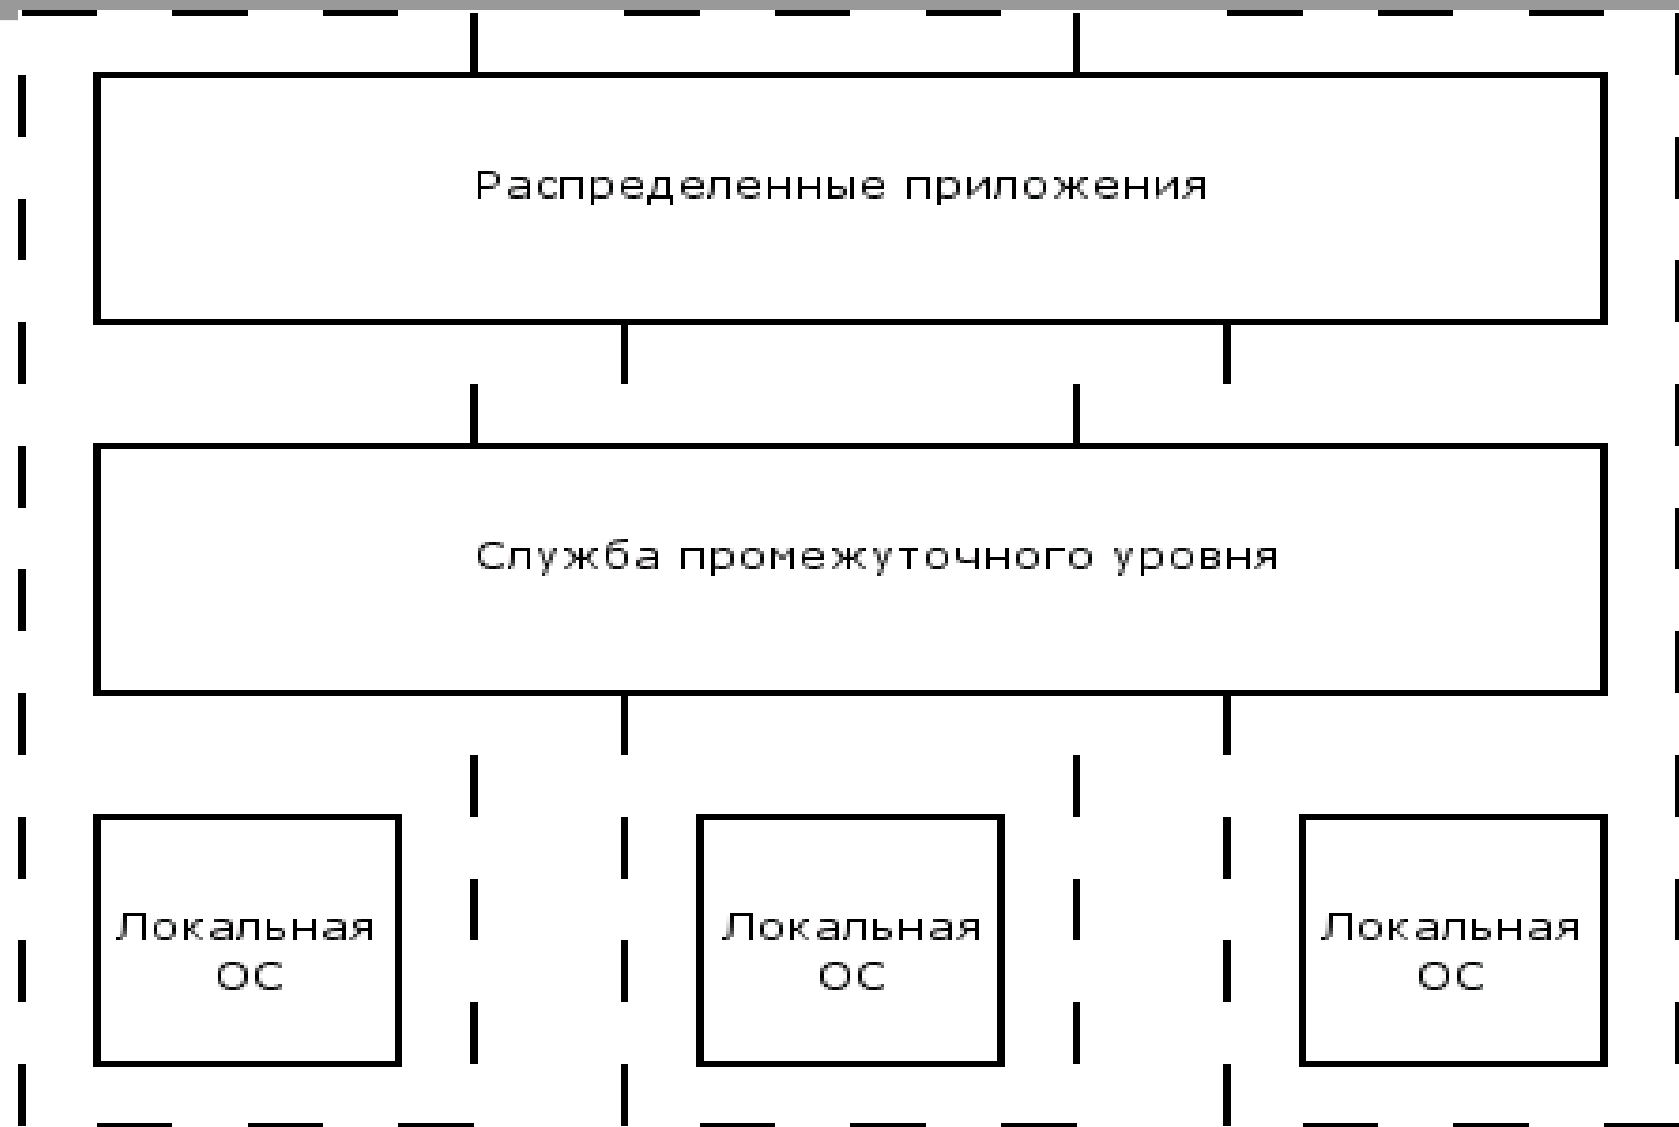 Распределенные приложения
Служба промежуточного уровня
Локальная
ОС
Локальная
ОС
Локальная
ОС